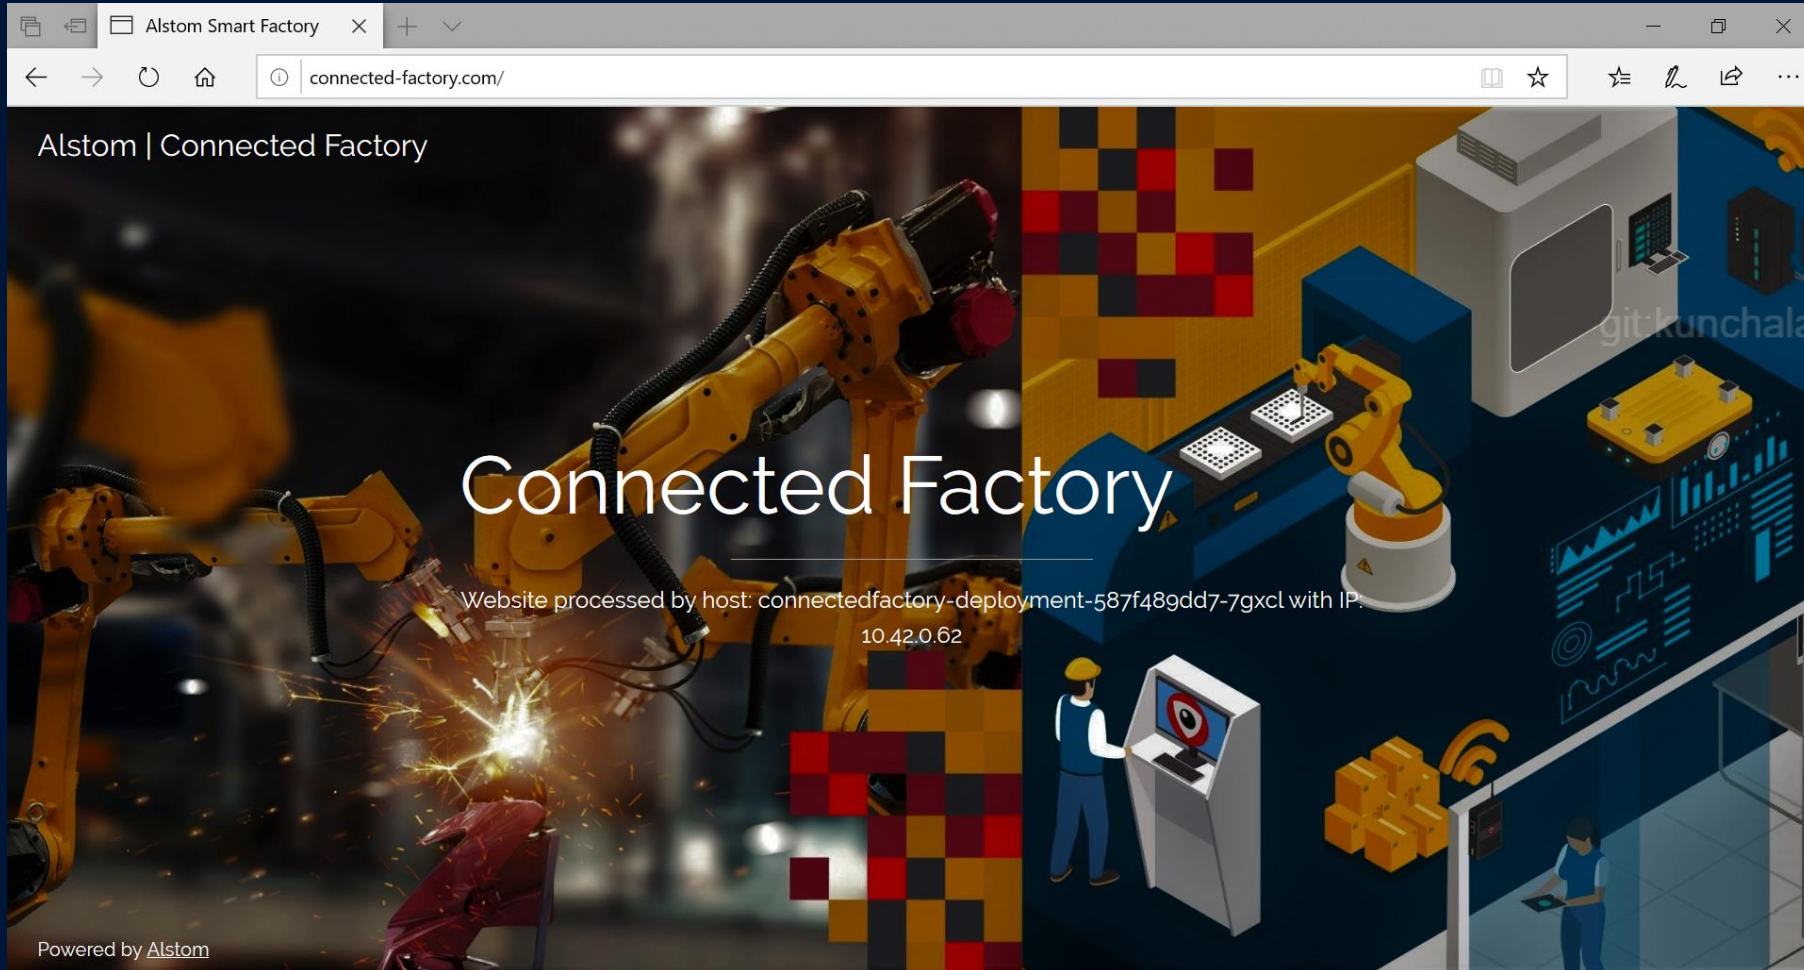 Alstom Smart Factory
connected-factory.com/
Alstom | Connected Factory
git:kunchala
Connected Factory
Website processed by host: connectedfactory-deployment-587f489dd7-7gxcl with IP:
10.42.0.62
Powered by Alstom